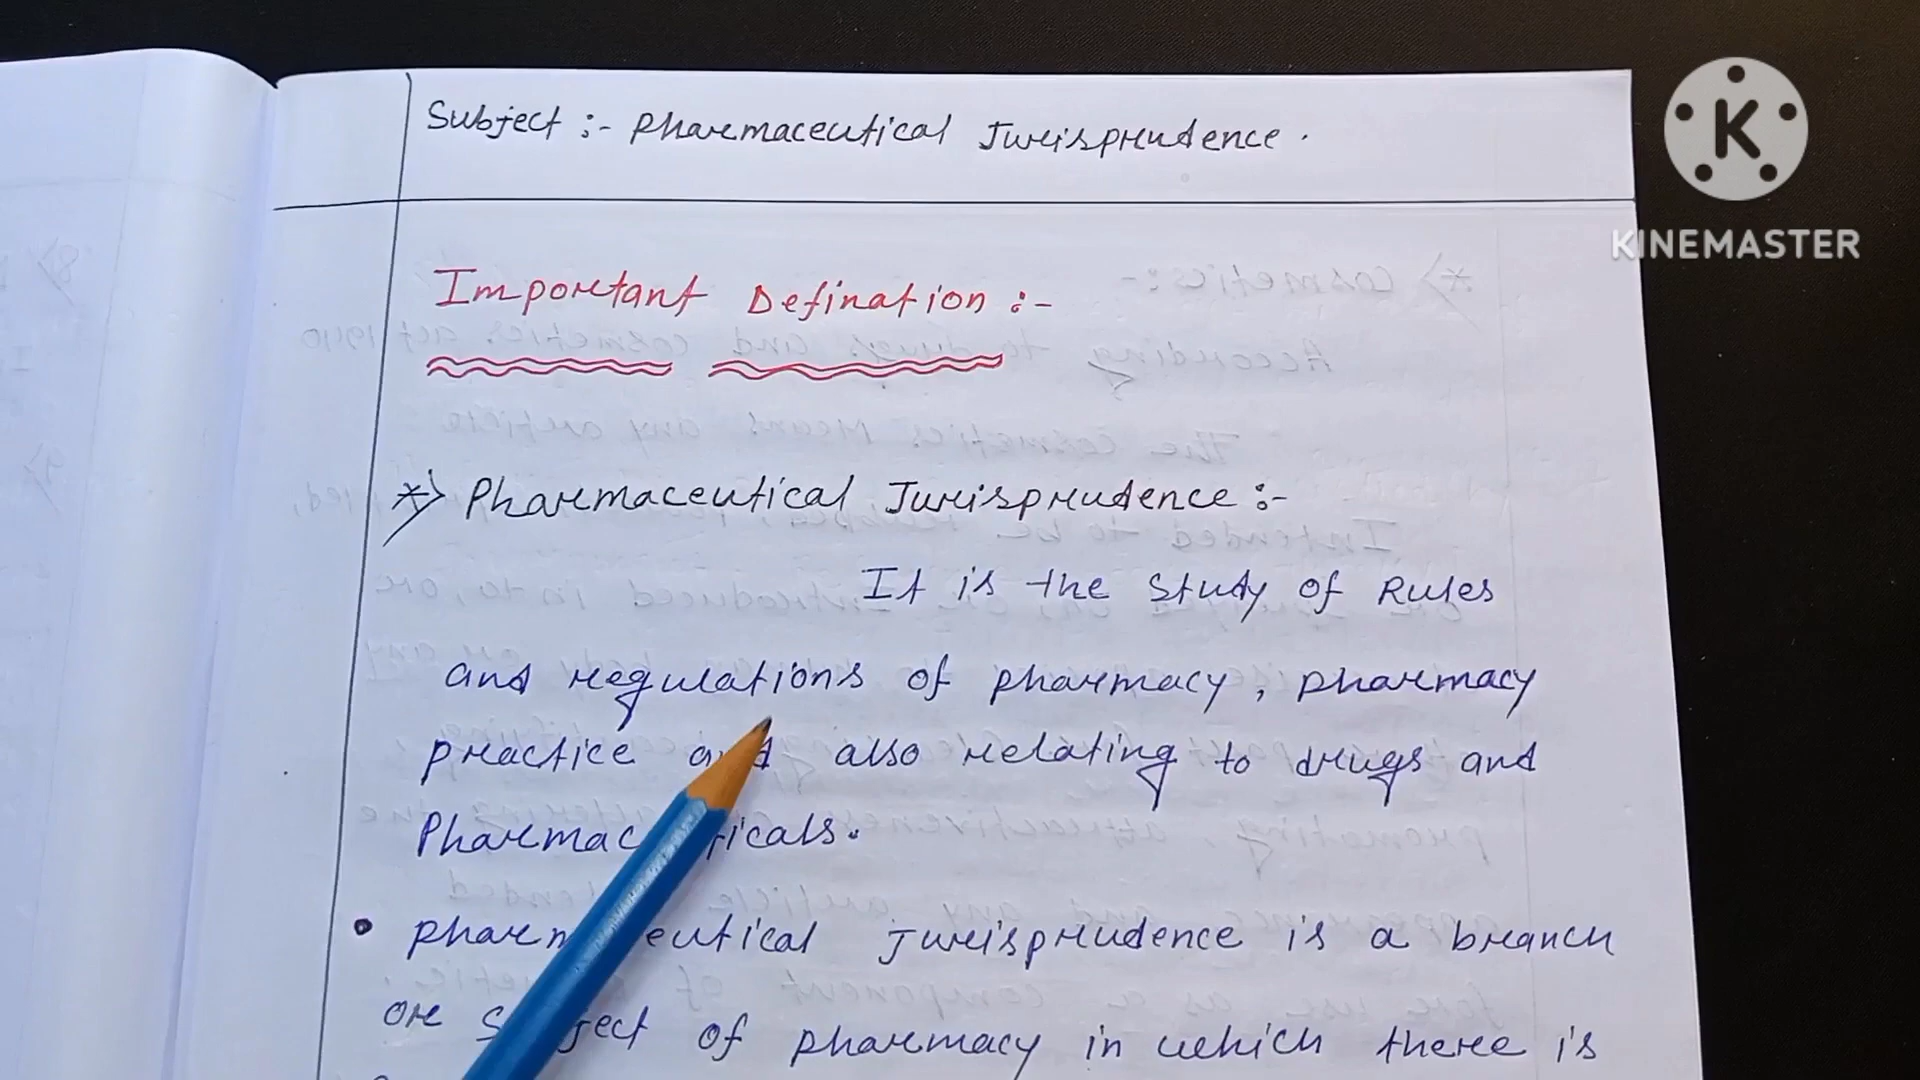 Subject :- Pharmaceutical Jurisprudence.
KINEMASTER
Important Defination :-
*> Pharmaceutical Jurisprudence :-
It is the Study of Rules
and regulations of pharmacy, pharmacy
practice and also relating to drugs and
Pharmaceuticals.
• pharmaceutical jurisprudence is a branch
or subject of pharmacy in which there is